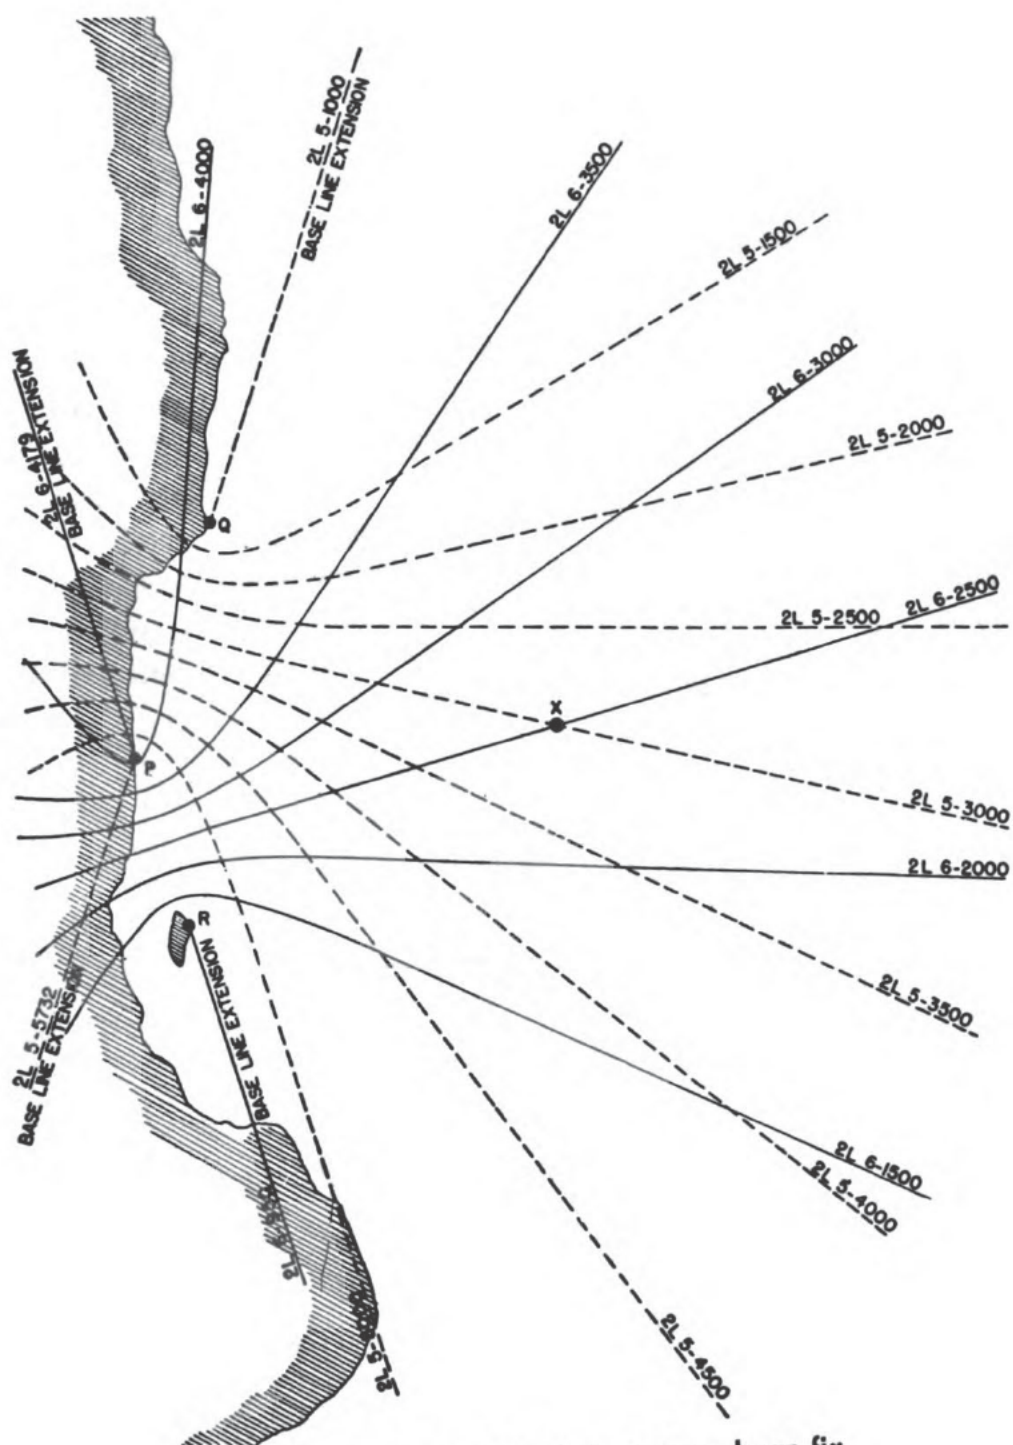 2L 5-1000
BASE LINE EXTENSION
2L 6-4000
2L 6-3500
2L 5-1500
2L 6-3000
2L 6-4179
BASE LINE EXTENSION
2L 5-2000
Q
2L 6-2500
2L 5-2500
X
P
2L 5-3000
2L 6-2000
R
BASE LINE EXTENSION
2L 5-3500
2L 5-5732
BASE LINE EXTENSION
2L 6-1500
2L 5-4000
2L 5-4500